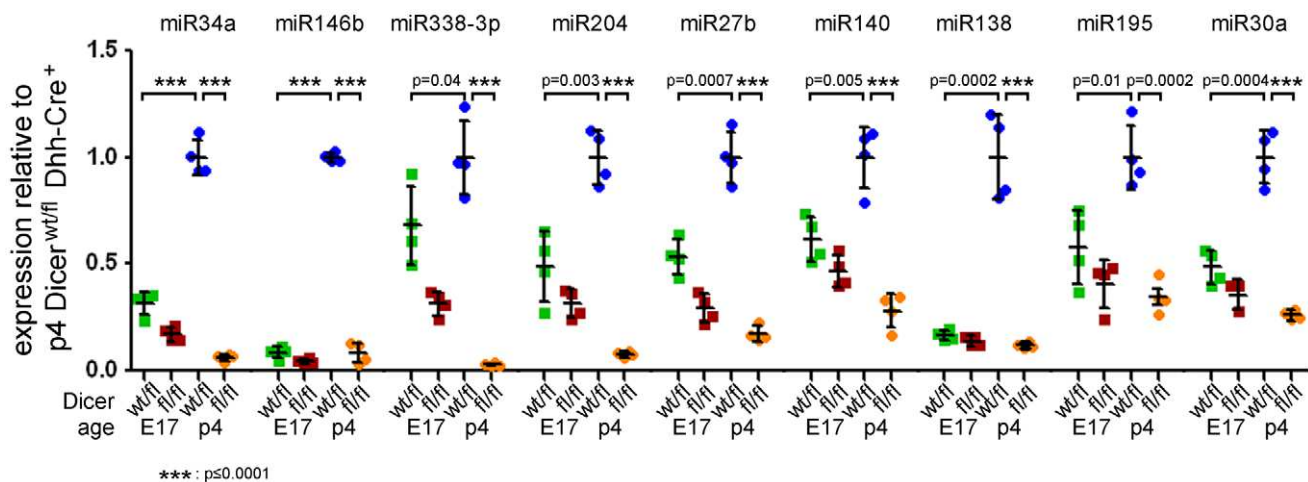 miR34a miR146b miR338-3p miR204 miR27b miR140 miR138 miR195 miR30a
1.5
*** *** *** *** p=0.04 *** p=0.003 *** p=0.0007 *** p=0.005 *** p=0.0002 *** p=0.01 p=0.0002 p=0.0004 ***
1.0
0.5
0.0
expression relative to
p4 Dicer wt/fl Dhh-Cre +
Dicer wt/fl fl/fl wt/fl fl/fl wt/fl fl/fl wt/fl fl/fl wt/fl fl/fl wt/fl fl/fl wt/fl fl/fl wt/fl fl/fl wt/fl fl/fl wt/fl fl/fl wt/fl fl/fl wt/fl fl/fl wt/fl fl/fl wt/fl fl/fl wt/fl fl/fl wt/fl fl/fl wt/fl fl/fl wt/fl fl/fl
age E17 p4 E17 p4 E17 p4 E17 p4 E17 p4 E17 p4 E17 p4 E17 p4 E17 p4
*** : p≤0.0001